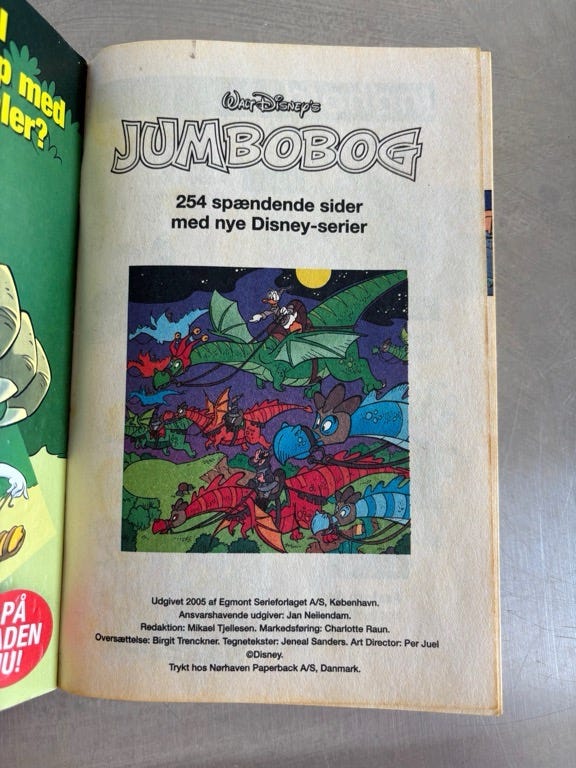 p med
ler?
PÅ
ADEN
U!
Walt Disney's
JUMBOBOG
254 spændende sider
med nye Disney-serier
Udgivet 2005 af Egmont Serieforlaget A/S, København.
Ansvarshavende udgiver: Jan Neiiendam.
Redaktion: Mikael Tjellesen. Markedsføring: Charlotte Raun.
Oversættelse: Birgit Trenckner. Tegnetekster: Jeneal Sanders. Art Director: Per Juel
©Disney.
Trykt hos Nørhaven Paperback A/S, Danmark.